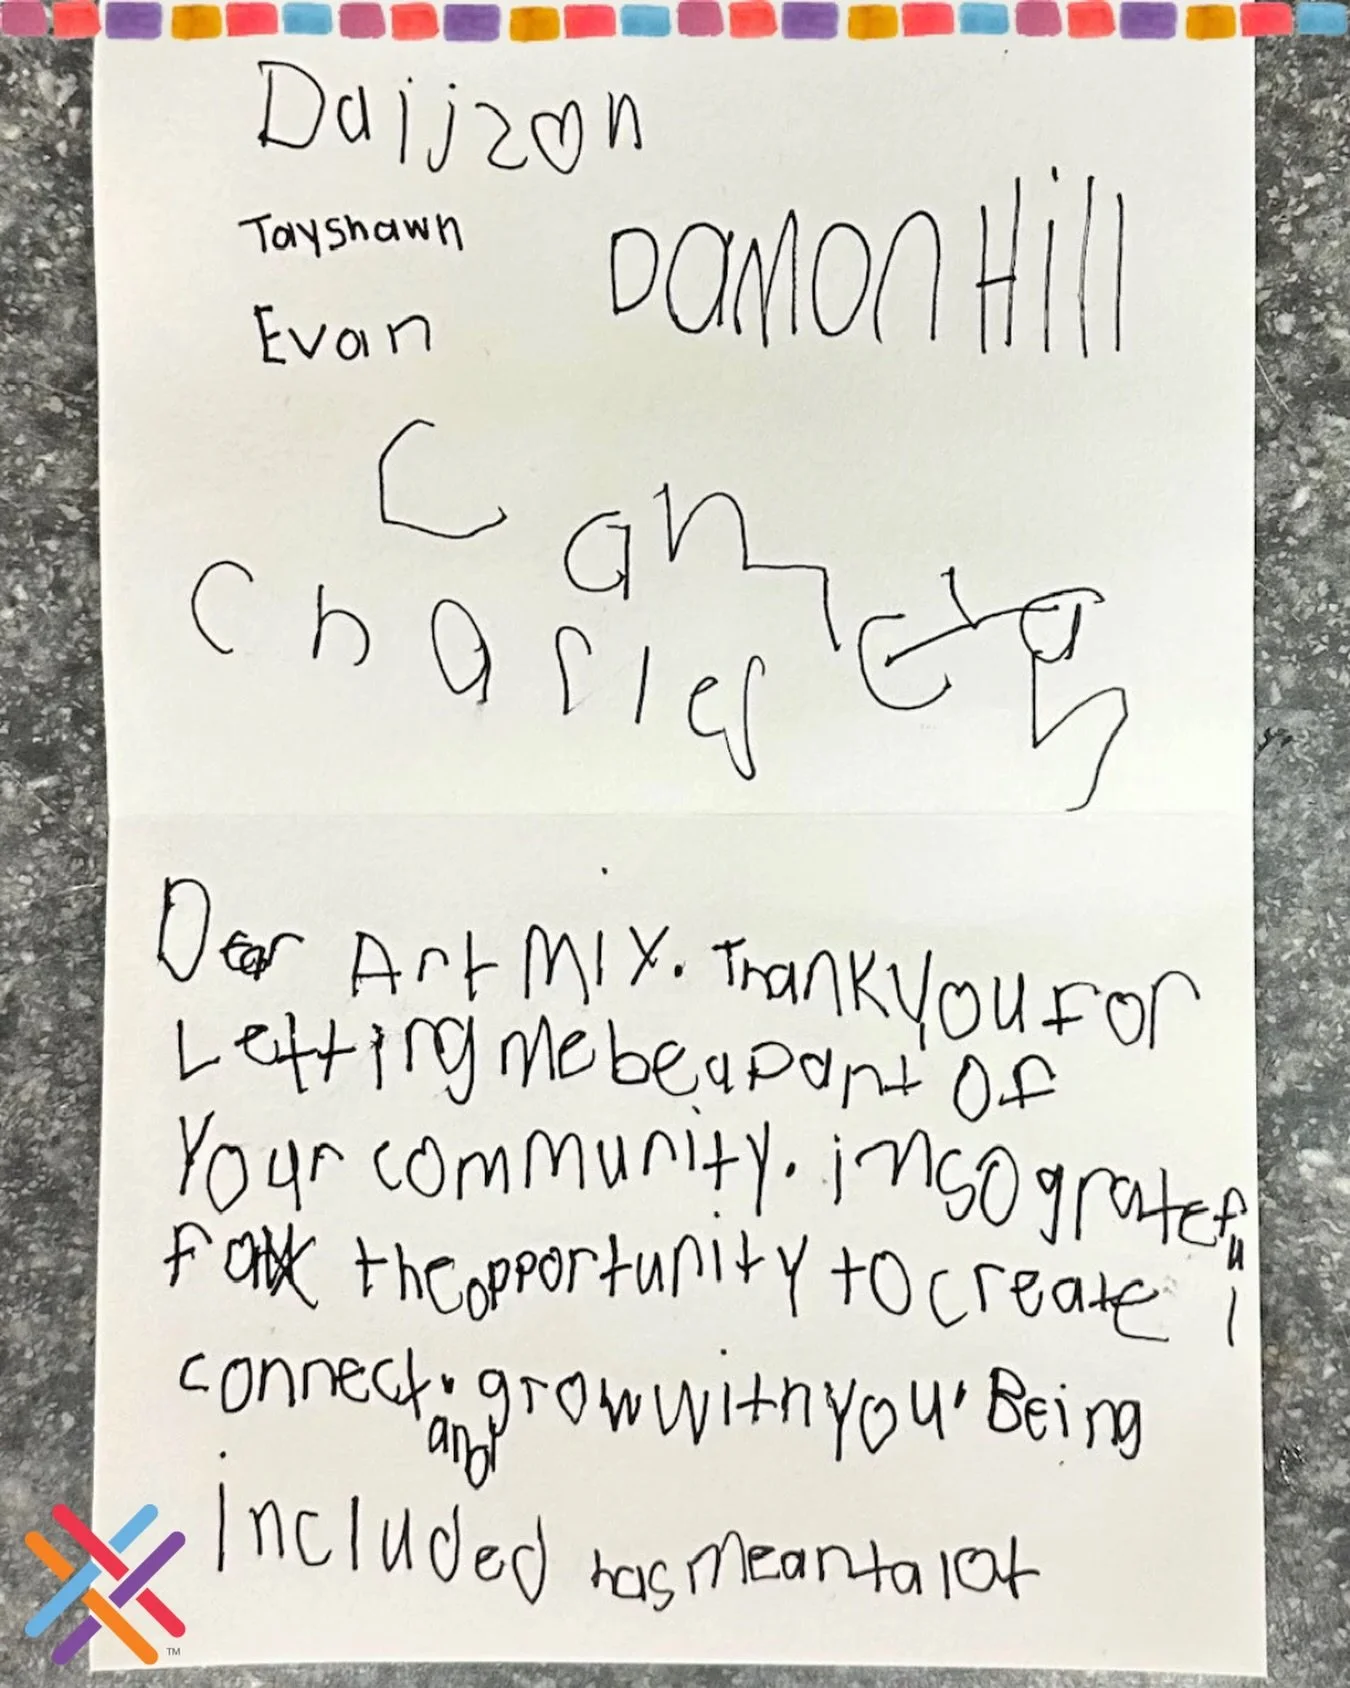 Daijzon
Tayshawn
Damon Hill
Evan
Charles
Dear Art MIX. Thank you For
Letting Me be a part of
Your community. im so grateful
For the opportunity to create
connect. and grow with you. Being
included has meant a lot
TM